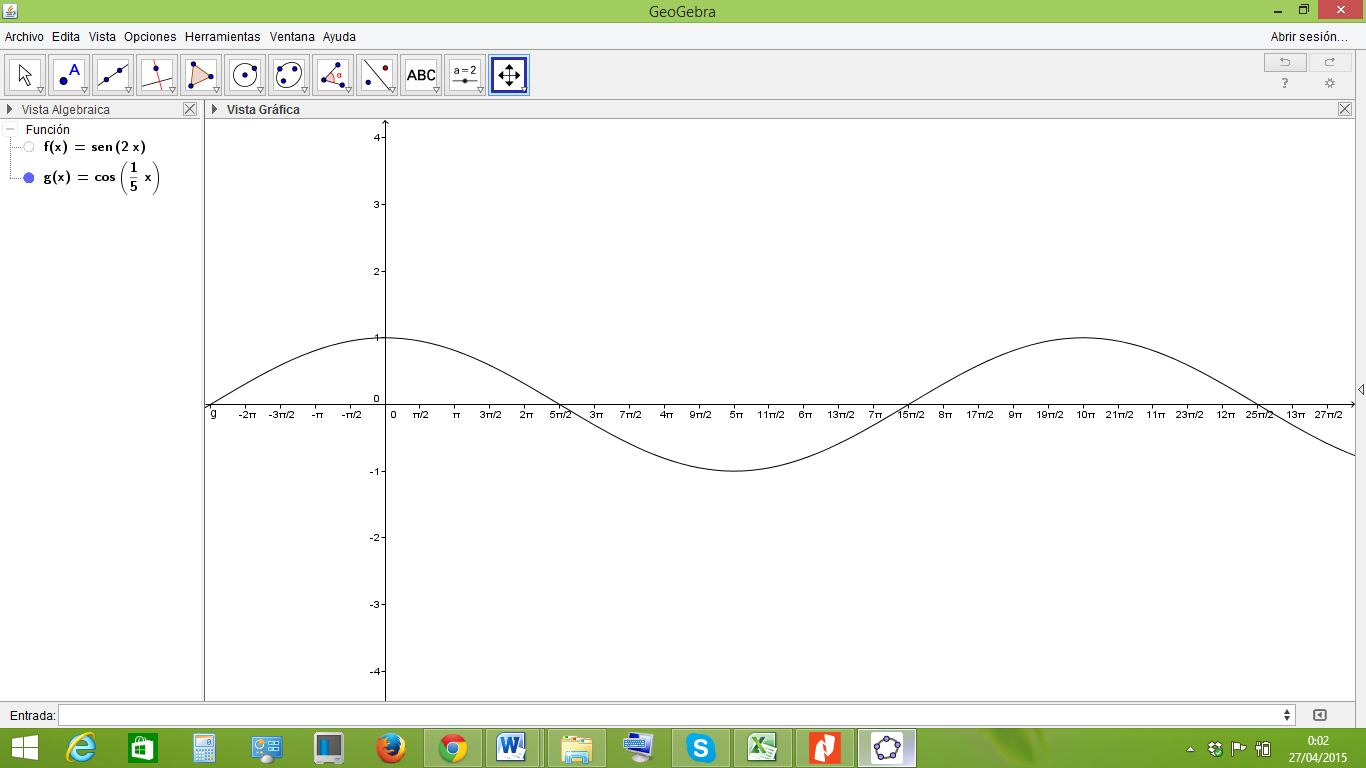 GeoGebra
Archivo Edita Vista Opciones Herramientas Ventana Ayuda Abrir sesión...
A α ABC a=2 ?
Vista Algebraica
Vista Gráfica
Función
f(x) = sen (2 x)
g(x) = cos (1/5 x)
4
3
2
1
0
g -2π -3π/2 -π -π/2 0 π/2 π 3π/2 2π 5π/2 3π 7π/2 4π 9π/2 5π 11π/2 6π 13π/2 7π 15π/2 8π 17π/2 9π 19π/2 10π 21π/2 11π 23π/2 12π 25π/2 13π 27π/2
-1
-2
-3
-4
Entrada:
0:02
27/04/2015